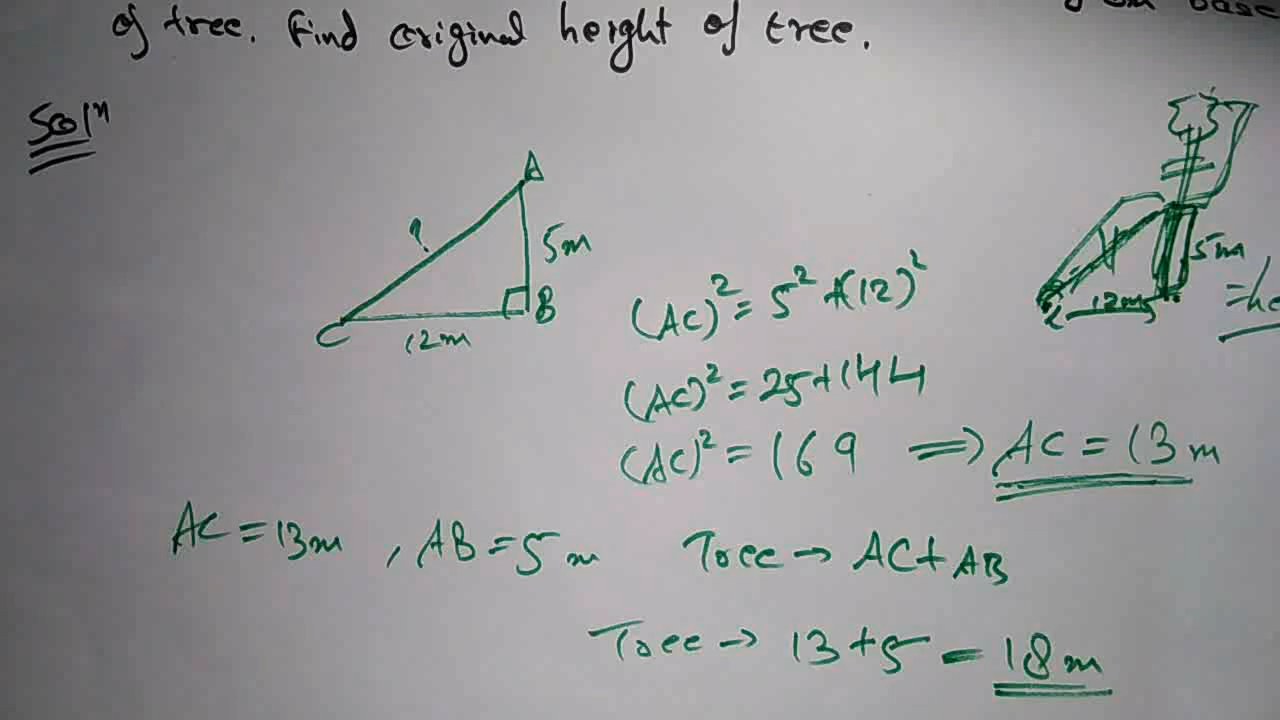 base
of tree. Find original height of tree.
Soln
A
?
5m
B
C
12m
5m
12m
(AC)² = 5² + (12)²
(AC)² = 25+144
(AC)² = 169 ⟹ AC = 13m
AC = 13m , AB = 5m Tree → AC+AB
Tree → 13+5 = 18m